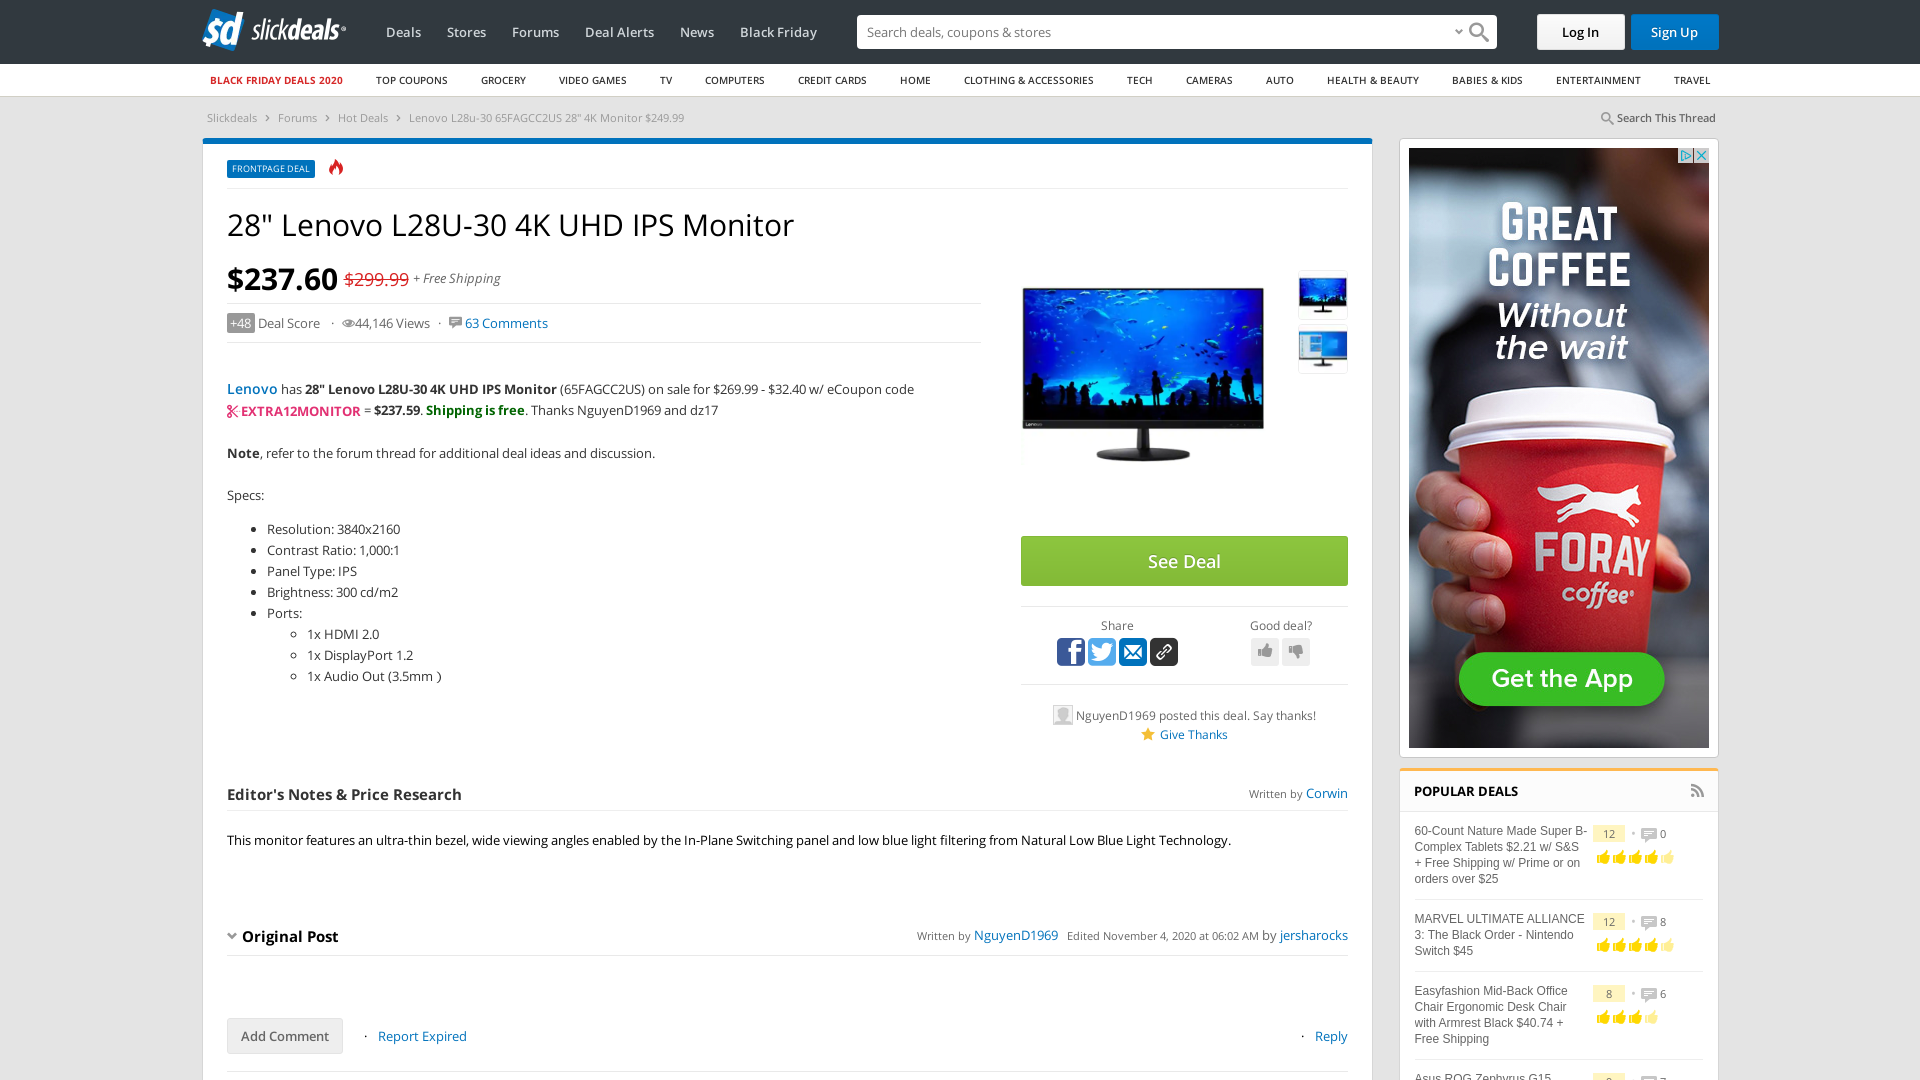 slickdeals
Deals
Stores
Forums
Deal Alerts
News
Black Friday
Search deals, coupons & stores
Log In
Sign Up
BLACK FRIDAY DEALS 2020
TOP COUPONS
GROCERY
VIDEO GAMES
TV
COMPUTERS
CREDIT CARDS
HOME
CLOTHING & ACCESSORIES
TECH
CAMERAS
AUTO
HEALTH & BEAUTY
BABIES & KIDS
ENTERTAINMENT
TRAVEL
Slickdeals > Forums > Hot Deals > Lenovo L28u-30 65FAGCC2US 28" 4K Monitor $249.99
Search This Thread
FRONTPAGE DEAL
28" Lenovo L28U-30 4K UHD IPS Monitor
$237.60 $299.99 + Free Shipping
+48 Deal Score · 44,146 Views · 63 Comments
Lenovo has 28" Lenovo L28U-30 4K UHD IPS Monitor (65FAGCC2US) on sale for $269.99 - $32.40 w/ eCoupon code
EXTRA12MONITOR = $237.59. Shipping is free. Thanks NguyenD1969 and dz17
Note, refer to the forum thread for additional deal ideas and discussion.
Specs:
Resolution: 3840x2160
Contrast Ratio: 1,000:1
Panel Type: IPS
Brightness: 300 cd/m2
Ports:
1x HDMI 2.0
1x DisplayPort 1.2
1x Audio Out (3.5mm )
Lenovo
See Deal
Share
Good deal?
NguyenD1969 posted this deal. Say thanks!
Give Thanks
Editor's Notes & Price Research
Written by Corwin
This monitor features an ultra-thin bezel, wide viewing angles enabled by the In-Plane Switching panel and low blue light filtering from Natural Low Blue Light Technology.
Original Post
Written by NguyenD1969 Edited November 4, 2020 at 06:02 AM by jersharocks
Add Comment
· Report Expired
· Reply
GREAT
COFFEE
Without
the wait
FORAY
coffee
Get the App
POPULAR DEALS
60-Count Nature Made Super B-
Complex Tablets $2.21 w/ S&S
+ Free Shipping w/ Prime or on
orders over $25
12 • 0
MARVEL ULTIMATE ALLIANCE
3: The Black Order - Nintendo
Switch $45
12 • 8
Easyfashion Mid-Back Office
Chair Ergonomic Desk Chair
with Armrest Black $40.74 +
Free Shipping
8 • 6
Asus ROG Zephyrus G15